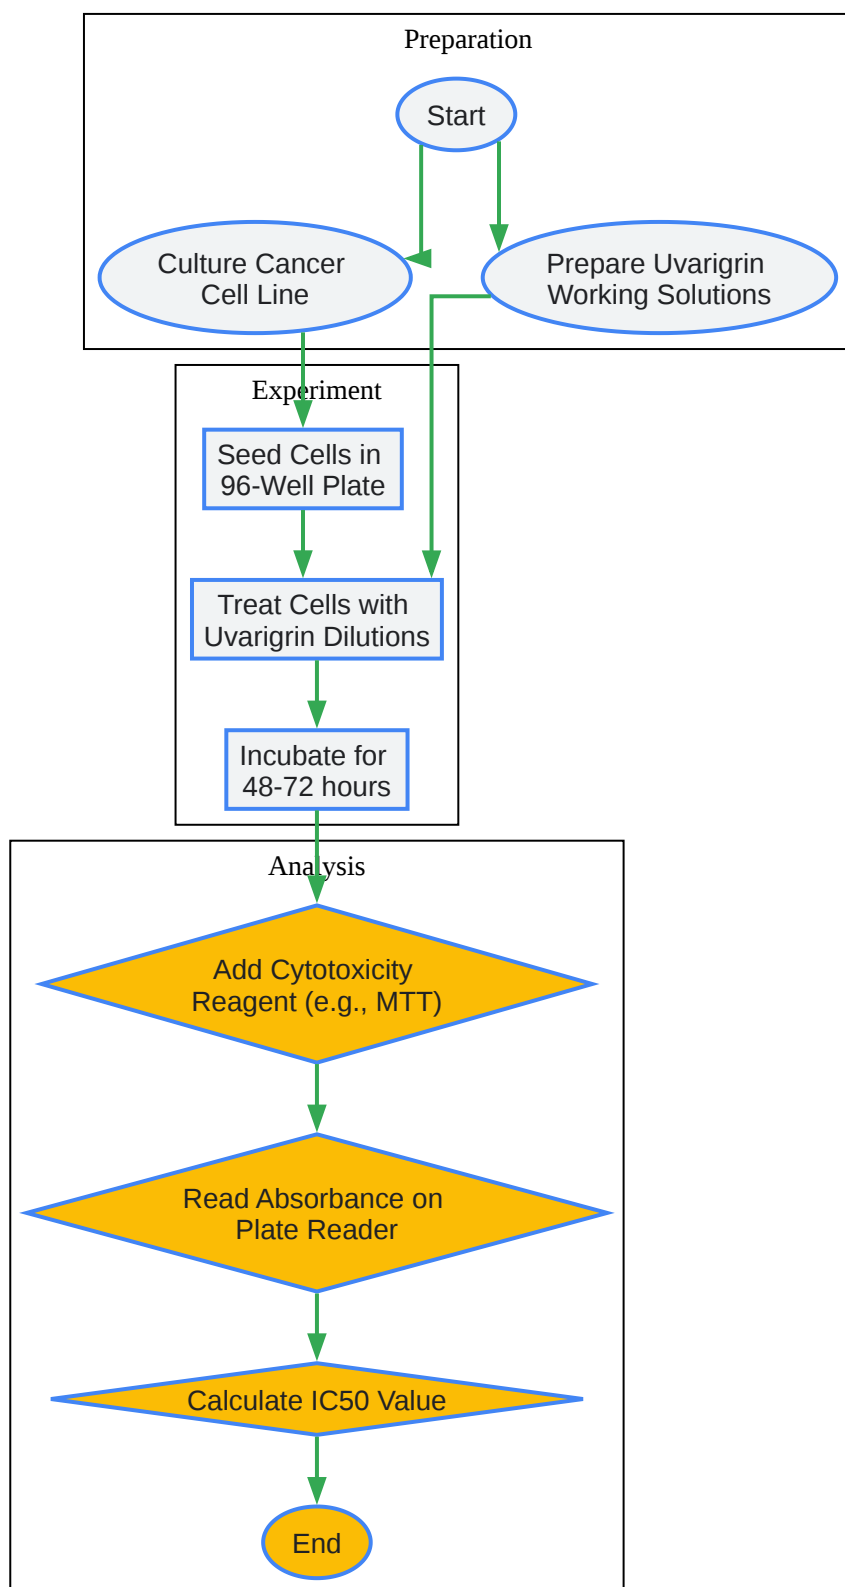 Preparation
Start
Culture Cancer
Cell Line
Prepare Uvarigrin
Working Solutions
Experiment
Seed Cells in
96-Well Plate
Treat Cells with
Uvarigrin Dilutions
Incubate for
48-72 hours
Analysis
Add Cytotoxicity
Reagent (e.g., MTT)
Read Absorbance on
Plate Reader
Calculate IC50 Value
End